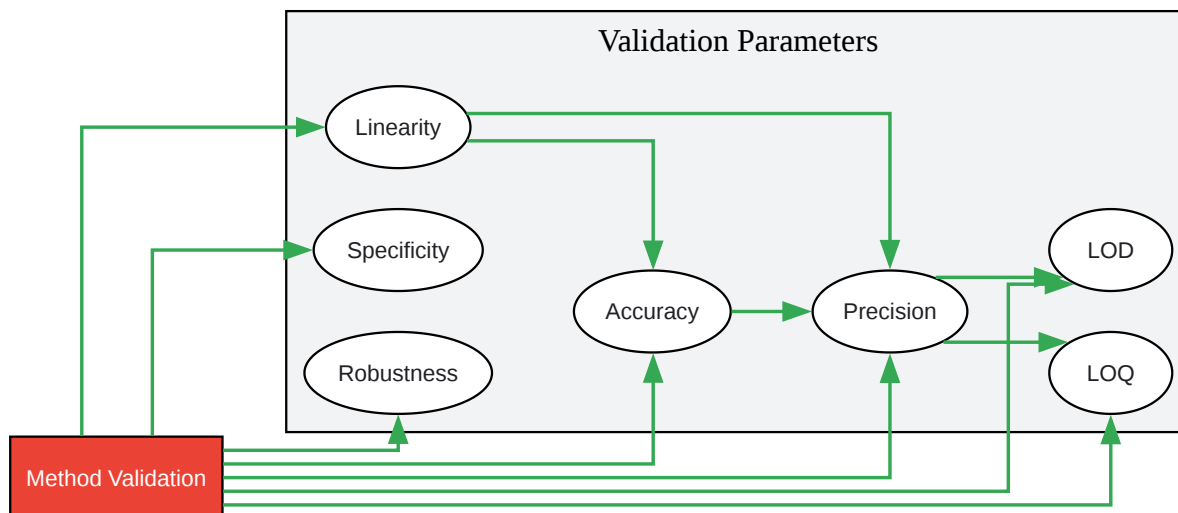 Validation Parameters
Linearity
Specificity
LOD
Accuracy
Precision
Robustness
LOQ
Method Validation